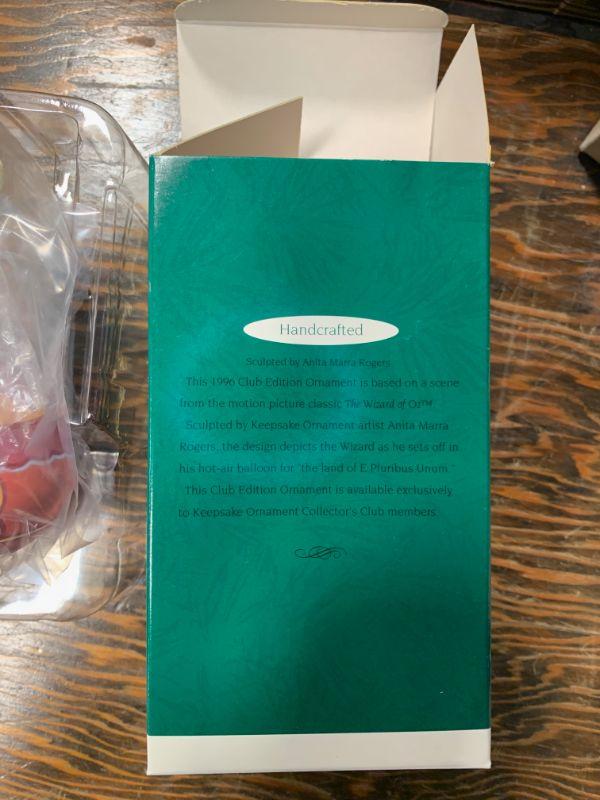 Handcrafted
Sculpted by Anita Marra Rogers
This 1996 Club Edition Ornament is based on a scene
from the motion picture classic The Wizard of Oz™.
Sculpted by Keepsake Ornament artist Anita Marra
Rogers, the design depicts the Wizard as he sets off in
his hot-air balloon for "the land of E Pluribus Unum."
This Club Edition Ornament is available exclusively
to Keepsake Ornament Collector's Club members.